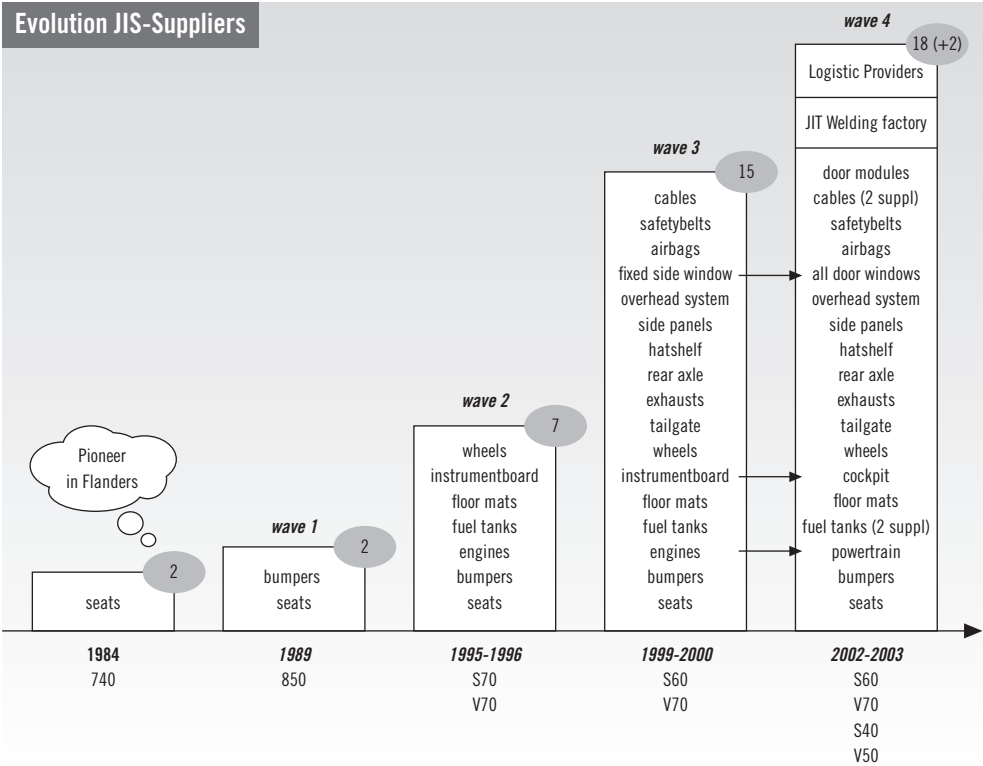 Evolution JIS-Suppliers
Pioneer
in Flanders
2
seats
1984
740
wave 1
2
bumpers
seats
1989
850
wave 2
7
wheels
instrumentboard
floor mats
fuel tanks
engines
bumpers
seats
1995-1996
S70
V70
wave 3
15
cables
safetybelts
airbags
fixed side window
overhead system
side panels
hatshelf
rear axle
exhausts
tailgate
wheels
instrumentboard
floor mats
fuel tanks
engines
bumpers
seats
1999-2000
S60
V70
wave 4
18 (+2)
Logistic Providers
JIT Welding factory
door modules
cables (2 suppl)
safetybelts
airbags
all door windows
overhead system
side panels
hatshelf
rear axle
exhausts
tailgate
wheels
cockpit
floor mats
fuel tanks (2 suppl)
powertrain
bumpers
seats
2002-2003
S60
V70
S40
V50